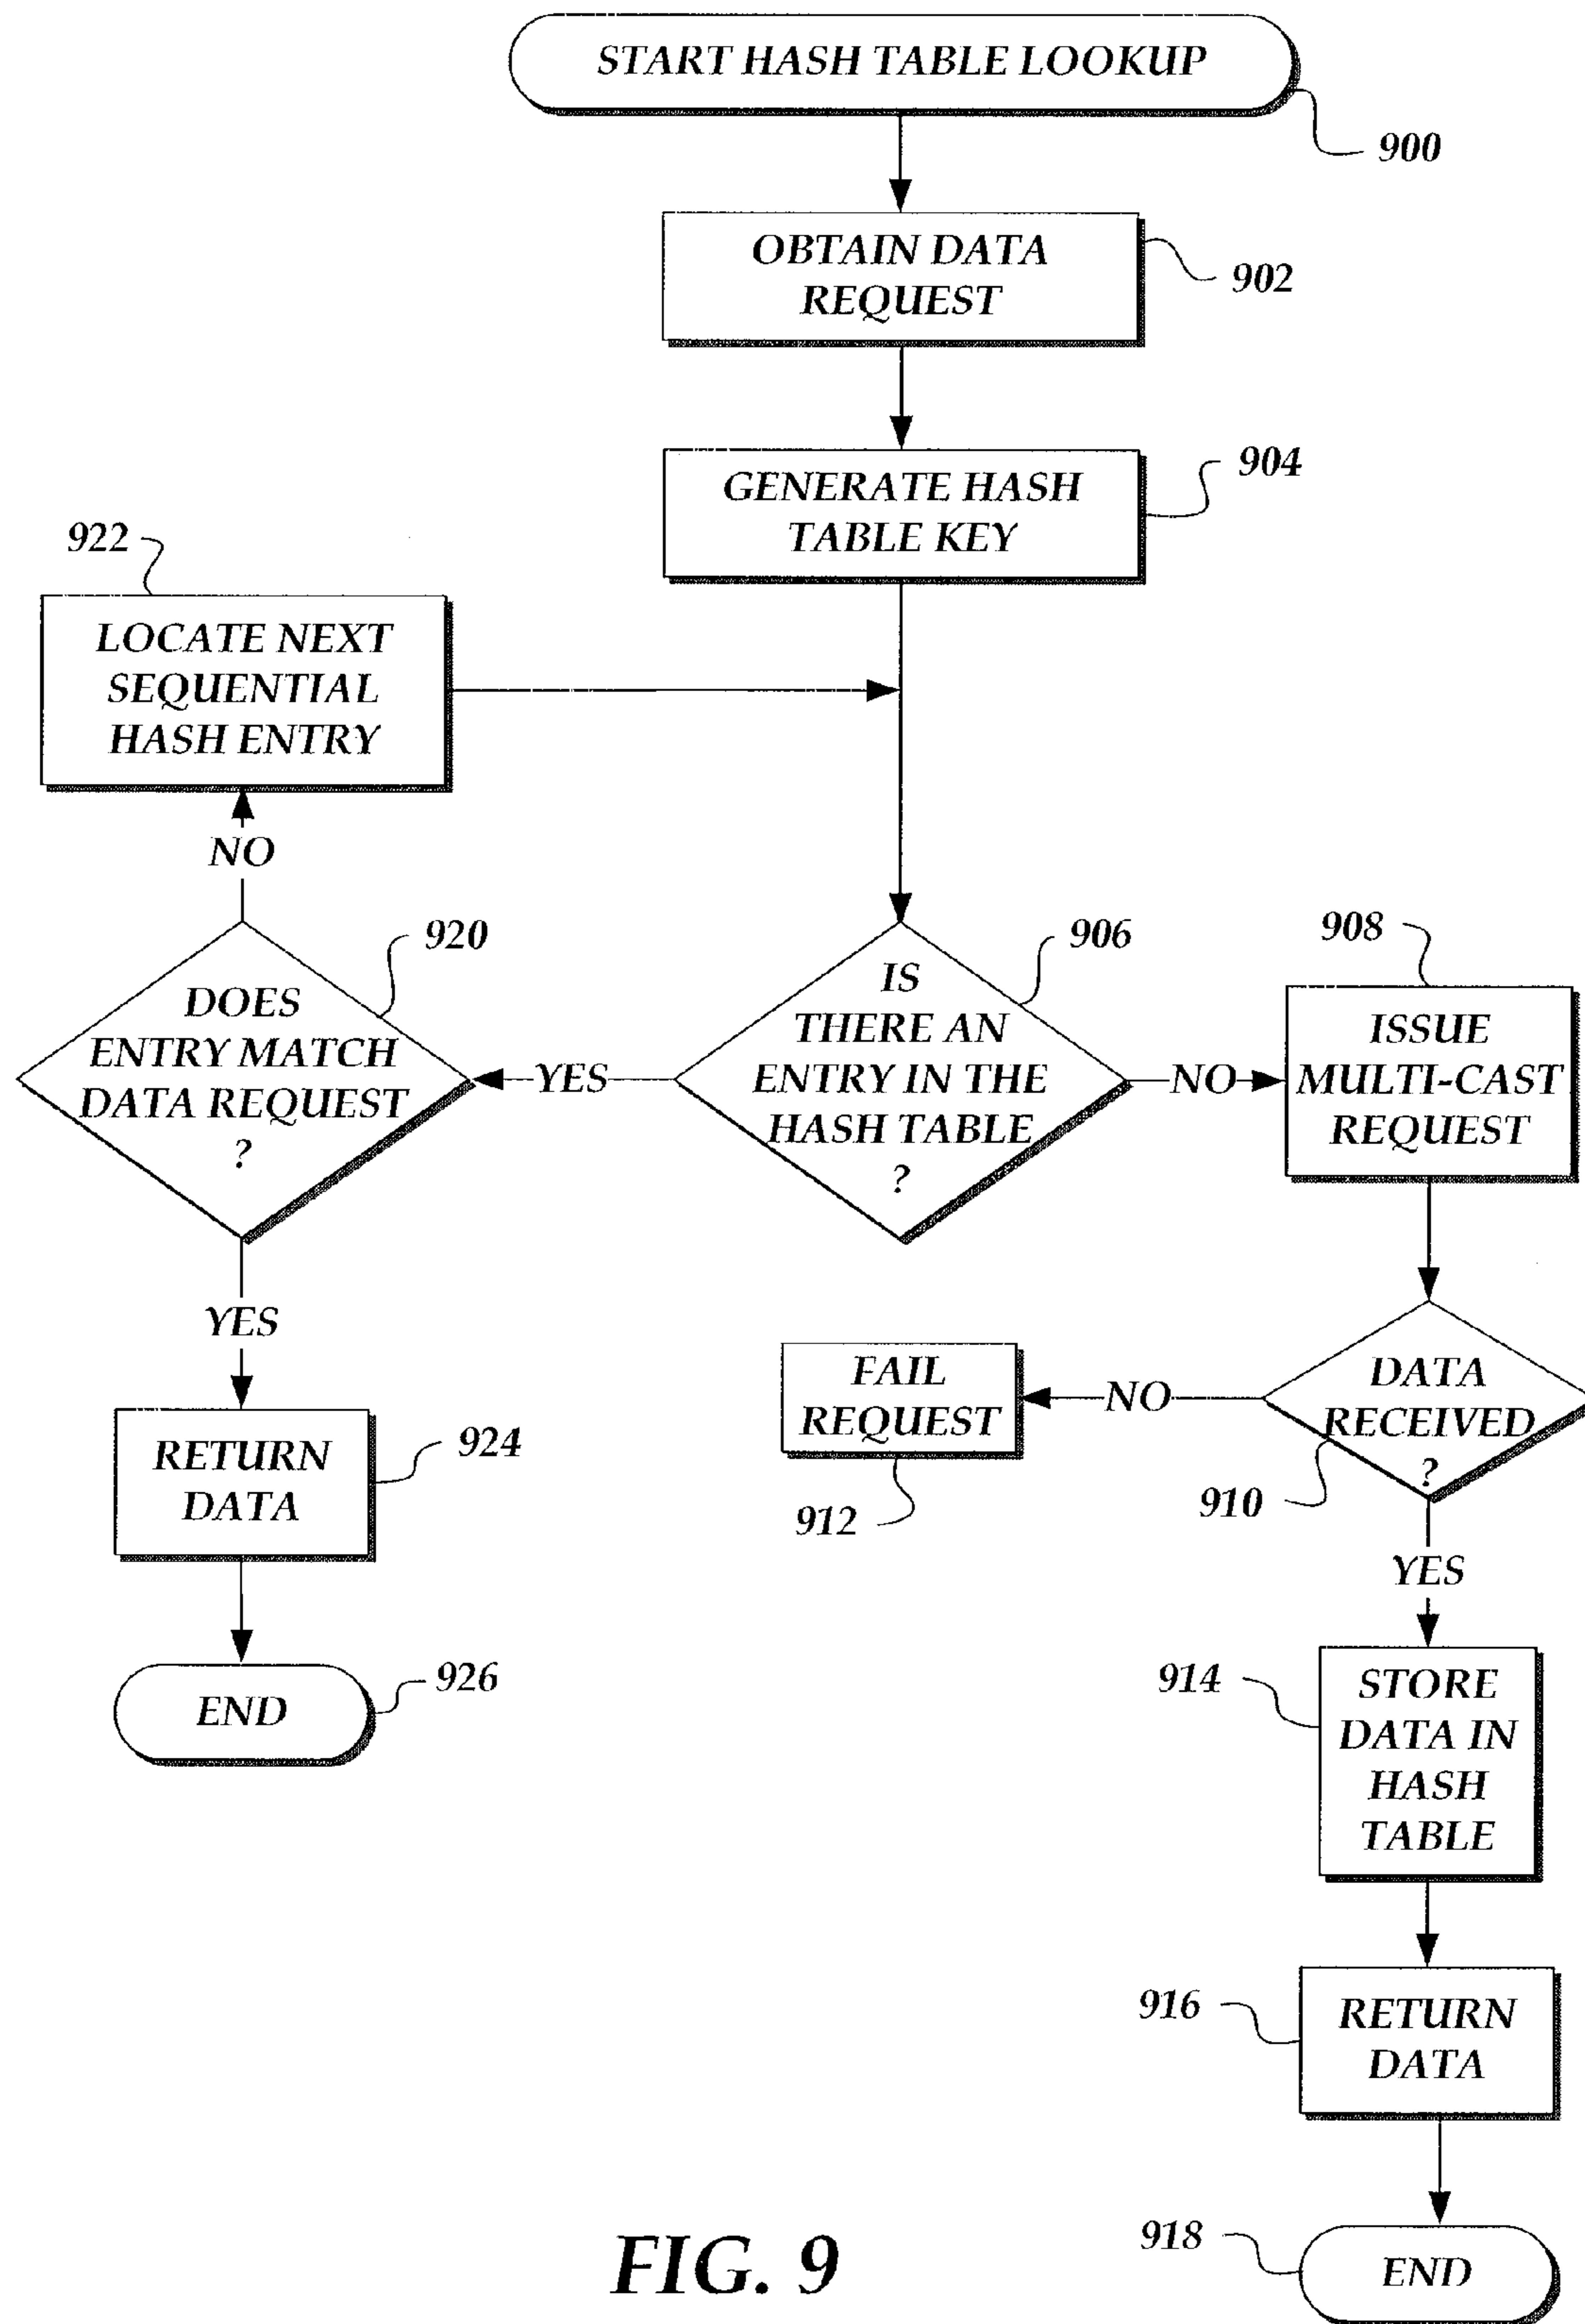 START HASH TABLE LOOKUP
900
OBTAIN DATA
REQUEST
902
GENERATE HASH
TABLE KEY
904
922
LOCATE NEXT
SEQUENTIAL
HASH ENTRY
NO
920
DOES
ENTRY MATCH
DATA REQUEST
?
YES
906
IS
THERE AN
ENTRY IN THE
HASH TABLE
?
NO
908
ISSUE
MULTI-CAST
REQUEST
YES
RETURN
DATA
924
END
926
FAIL
REQUEST
912
NO
DATA
RECEIVED
?
910
YES
914
STORE
DATA IN
HASH
TABLE
916
RETURN
DATA
918
END
FIG. 9